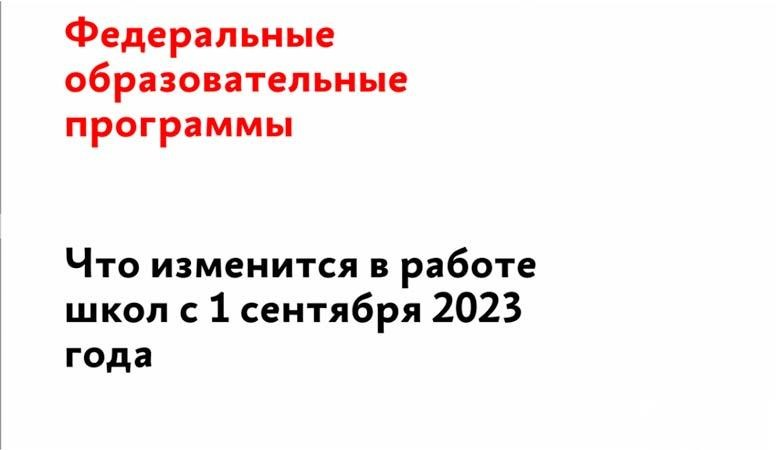 Федеральные
образовательные
программы
Что изменится в работе
школ с 1 сентября 2023
года